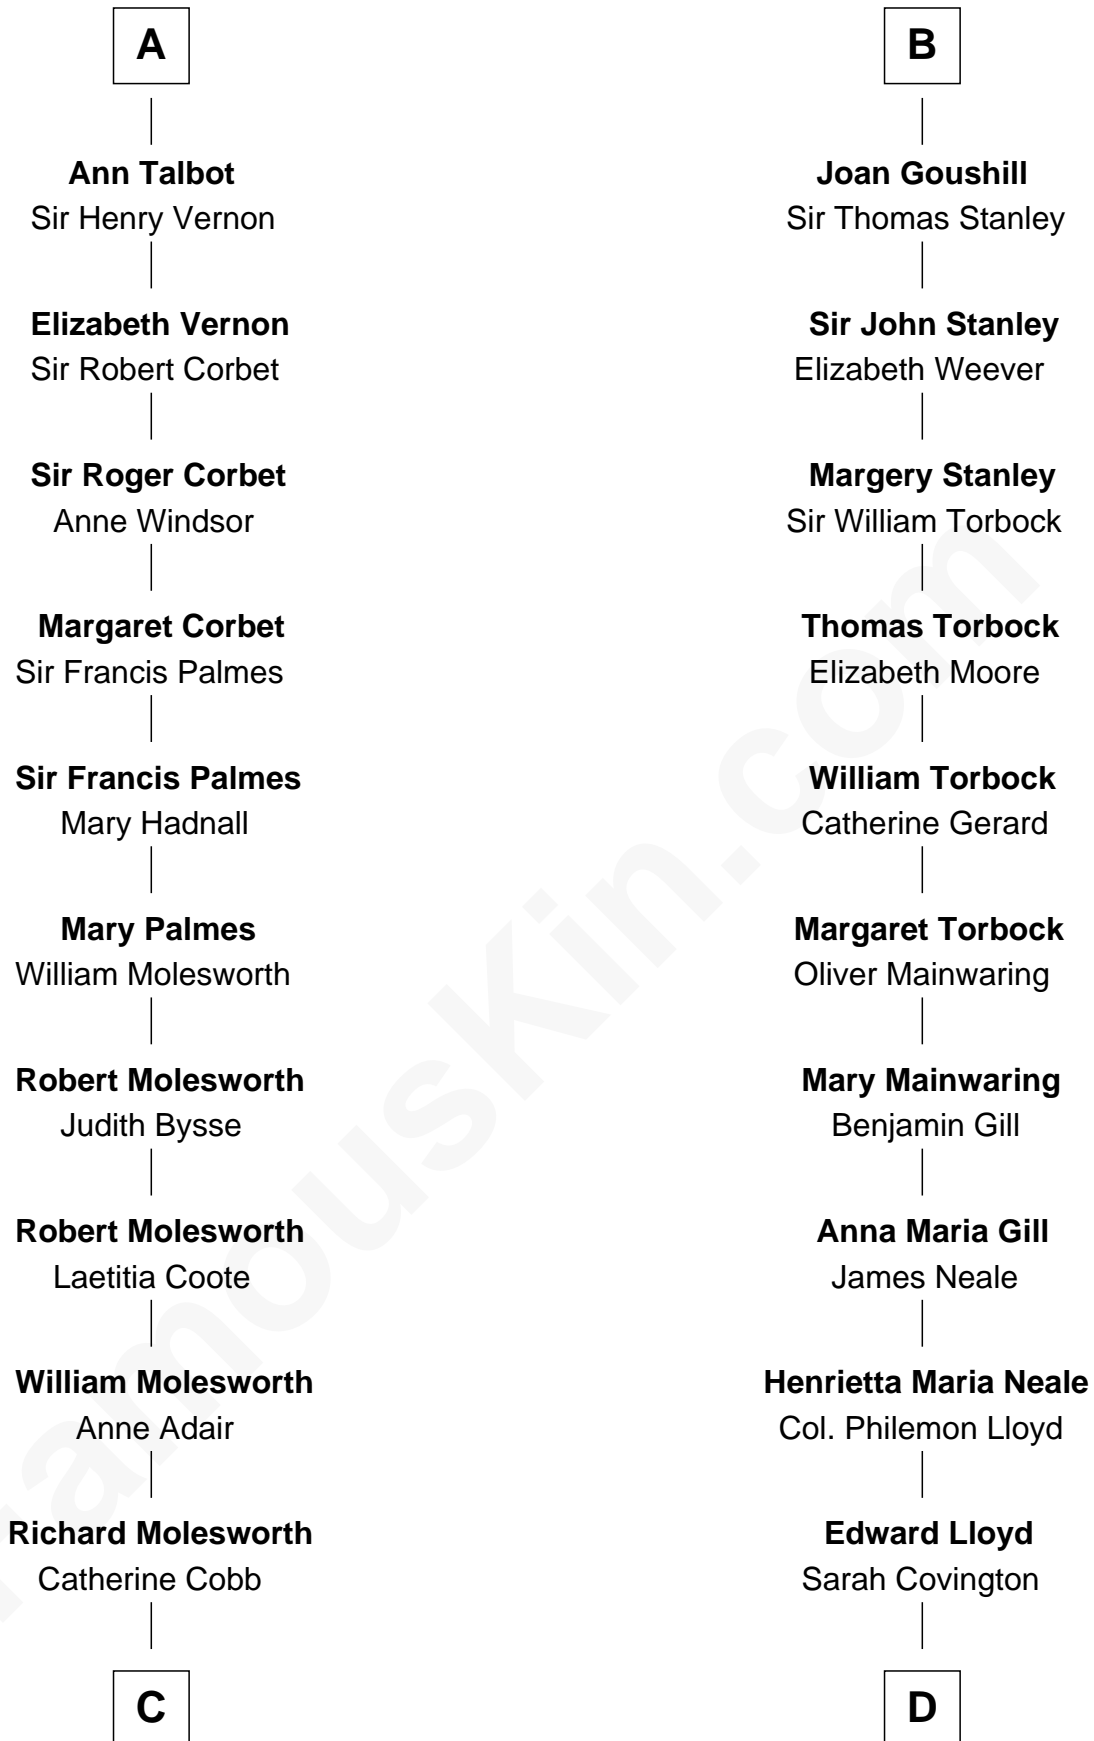 A
Ann Talbot
Sir Henry Vernon
Elizabeth Vernon
Sir Robert Corbet
Sir Roger Corbet
Anne Windsor
Margaret Corbet
Sir Francis Palmes
Sir Francis Palmes
Mary Hadnall
Mary Palmes
William Molesworth
Robert Molesworth
Judith Bysse
Robert Molesworth
Laetitia Coote
William Molesworth
Anne Adair
Richard Molesworth
Catherine Cobb
C
B
Joan Goushill
Sir Thomas Stanley
Sir John Stanley
Elizabeth Weever
Margery Stanley
Sir William Torbock
Thomas Torbock
Elizabeth Moore
William Torbock
Catherine Gerard
Margaret Torbock
Oliver Mainwaring
Mary Mainwaring
Benjamin Gill
Anna Maria Gill
James Neale
Henrietta Maria Neale
Col. Philemon Lloyd
Edward Lloyd
Sarah Covington
D
FamousKin.com